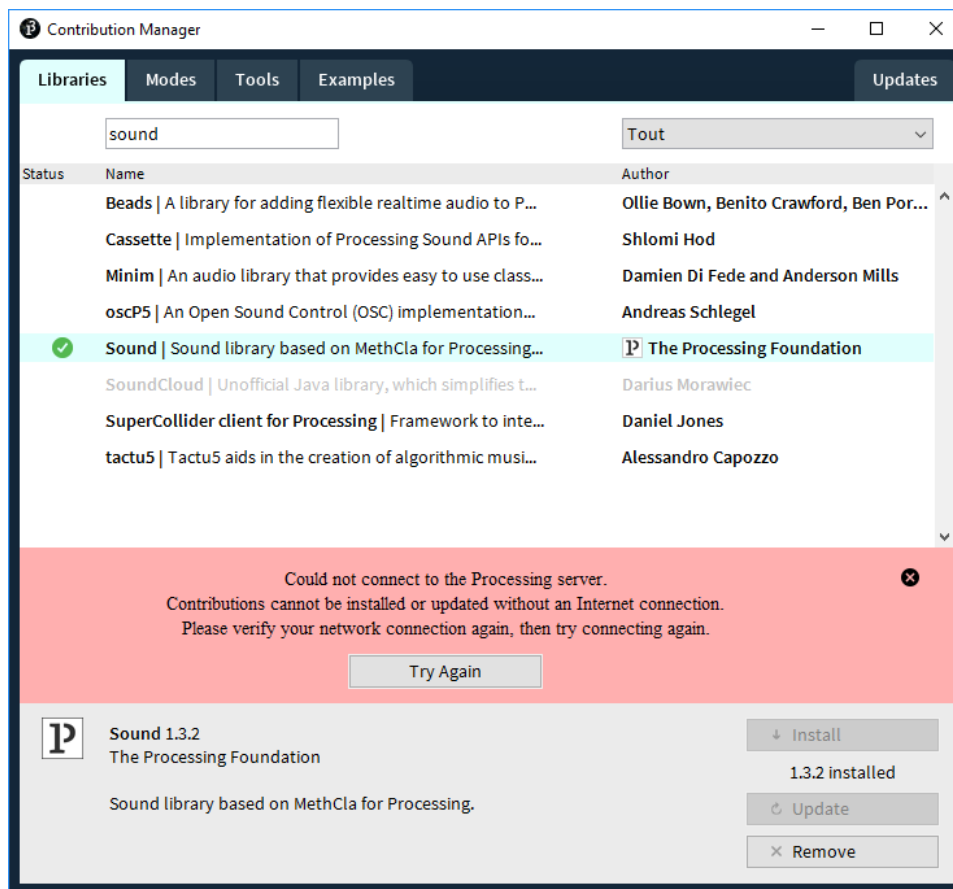 Contribution Manager
Libraries Modes Tools Examples Updates
sound Tout
Status Name Author
Beads | A library for adding flexible realtime audio to P... Ollie Bown, Benito Crawford, Ben Por...
Cassette | Implementation of Processing Sound APIs fo... Shlomi Hod
Minim | An audio library that provides easy to use class... Damien Di Fede and Anderson Mills
oscP5 | An Open Sound Control (OSC) implementation... Andreas Schlegel
Sound | Sound library based on MethCla for Processing... The Processing Foundation
SoundCloud | Unofficial Java library, which simplifies t... Darius Morawiec
SuperCollider client for Processing | Framework to inte... Daniel Jones
tactu5 | Tactu5 aids in the creation of algorithmic musi... Alessandro Capozzo
Could not connect to the Processing server.
Contributions cannot be installed or updated without an Internet connection.
Please verify your network connection again, then try connecting again.
Try Again
Sound 1.3.2
The Processing Foundation
Sound library based on MethCla for Processing.
Install
1.3.2 installed
Update
Remove